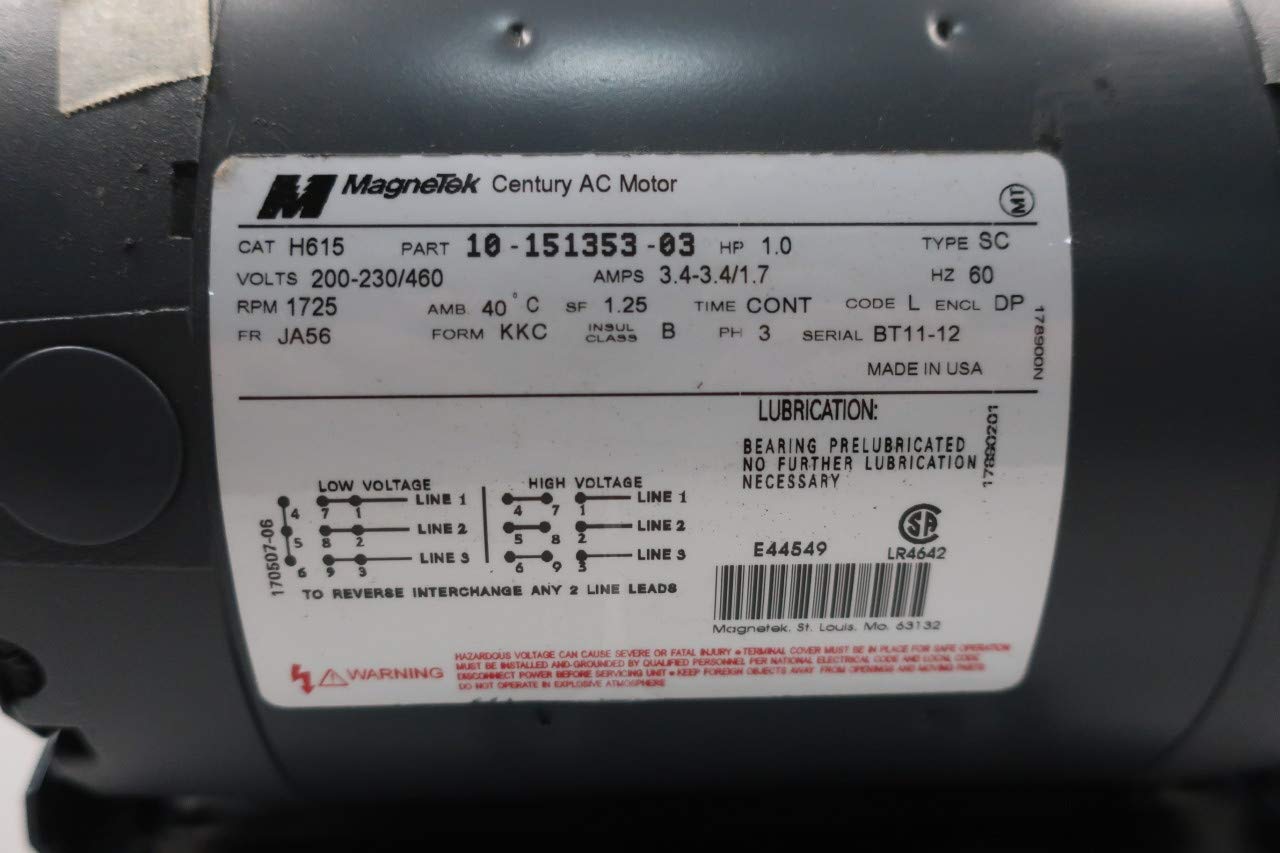 MagneTek Century AC Motor
MT
CAT H615 PART 10-151353-03 HP 1.0 TYPE SC
VOLTS 200-230/460 AMPS 3.4-3.4/1.7 HZ 60
RPM 1725 AMB 40°C SF 1.25 TIME CONT CODE L ENCL DP
FR JA56 FORM KKC INSUL CLASS B PH 3 SERIAL BT11-12
MADE IN USA
178900N
LUBRICATION:
BEARING PRELUBRICATED
NO FURTHER LUBRICATION
NECESSARY
17890201
LOW VOLTAGE
4 7 1 LINE 1
5 8 2 LINE 2
6 9 3 LINE 3
170507-06
HIGH VOLTAGE
4 7 1 LINE 1
5 8 2 LINE 2
6 9 3 LINE 3
TO REVERSE INTERCHANGE ANY 2 LINE LEADS
E44549
SA
LR4642
Magnetek, St. Louis, Mo. 63132
WARNING
HAZARDOUS VOLTAGE CAN CAUSE SEVERE OR FATAL INJURY • TERMINAL COVER MUST BE IN PLACE FOR SAFE OPERATION
MUST BE INSTALLED AND GROUNDED BY QUALIFIED PERSONNEL PER NATIONAL ELECTRICAL CODE AND LOCAL CODE
DISCONNECT POWER BEFORE SERVICING UNIT • KEEP FOREIGN OBJECTS AWAY FROM OPENINGS AND MOVING PARTS
DO NOT OPERATE IN EXPLOSIVE ATMOSPHERE